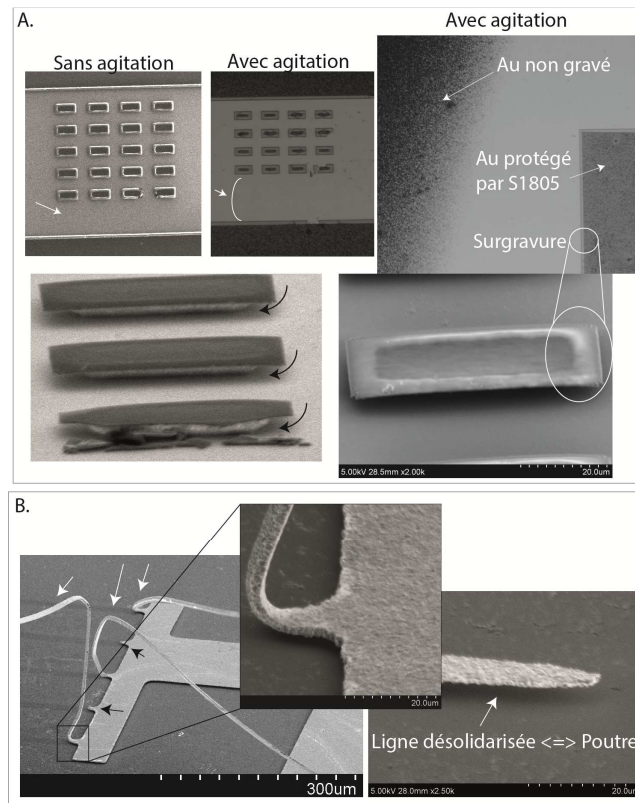 A.
Sans agitation
Avec agitation
Avec agitation
Au non gravé
Au protégé
par S1805
Surgravure
5.00kV 28.5mm x2.00k
20.0um
B.
20.0um
300um
Ligne désolidarisée <=> Poutre
5.00kV 28.0mm x2.50k
20.0u